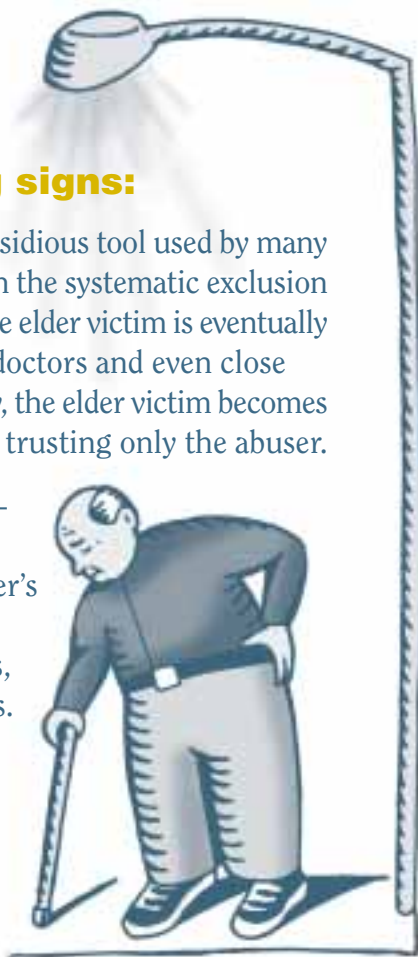 signs:
sidious tool used by many
the systematic exclusion
e elder victim is eventually
doctors and even close
, the elder victim becomes
trusting only the abuser.
–
er's
,
s.